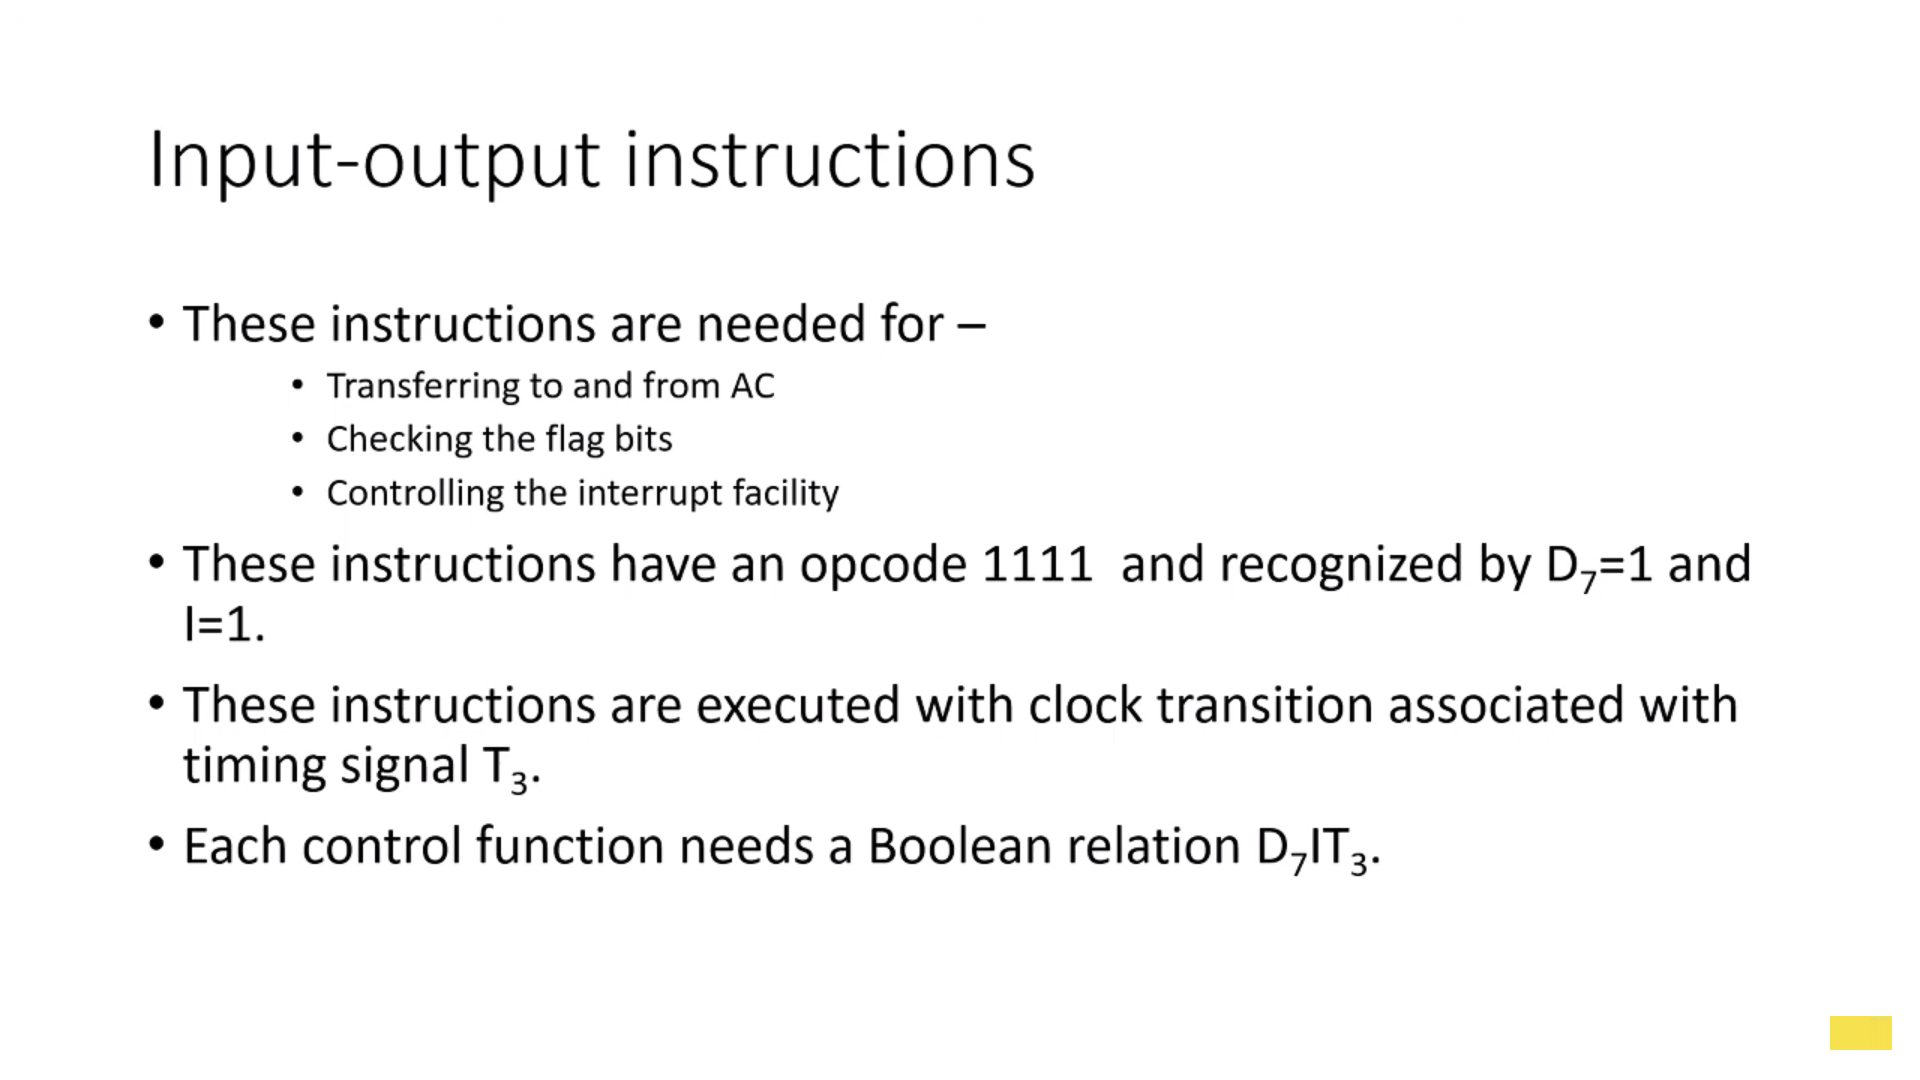 Input-output instructions
• These instructions are needed for –
• Transferring to and from AC
• Checking the flag bits
• Controlling the interrupt facility
• These instructions have an opcode 1111  and recognized by D₇=1 and
I=1.
• These instructions are executed with clock transition associated with
timing signal T₃.
• Each control function needs a Boolean relation D₇IT₃.